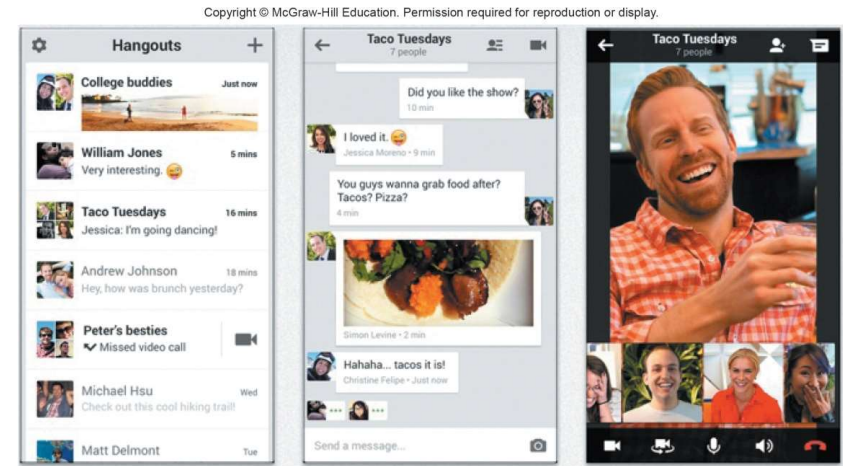 Copyright © McGraw-Hill Education. Permission required for reproduction or display.
Hangouts
College buddies Just now
William Jones 5 mins
Very interesting.
Taco Tuesdays 16 mins
Jessica: I'm going dancing!
Andrew Johnson 18 mins
Hey, how was brunch yesterday?
Peter's besties
Missed video call
Michael Hsu Wed
Check out this cool hiking trail!
Matt Delmont Tue
Taco Tuesdays
7 people
Did you like the show?
10 min
I loved it.
Jessica Moreno • 9 min
You guys wanna grab food after?
Tacos? Pizza?
4 min
Simon Levine • 2 min
Hahaha... tacos it is!
Christine Felipe • Just now
Send a message...
Taco Tuesdays
7 people